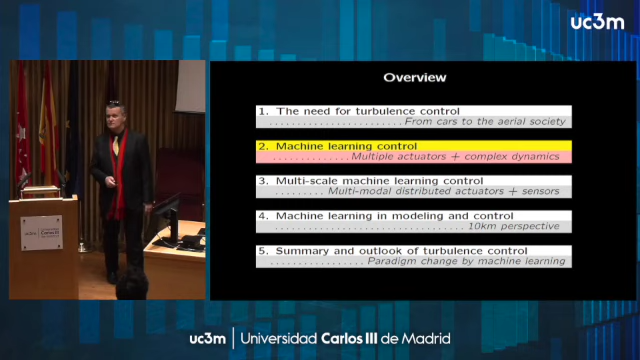 uc3m
Overview
1. The need for turbulence control
From cars to the aerial society
2. Machine learning control
Multiple actuators + complex dynamics
3. Multi-scale machine learning control
Multi-modal distributed actuators + sensors
4. Machine learning in modeling and control
10km perspective
5. Summary and outlook of turbulence control
Paradigm change by machine learning
uc3m | Universidad Carlos III de Madrid